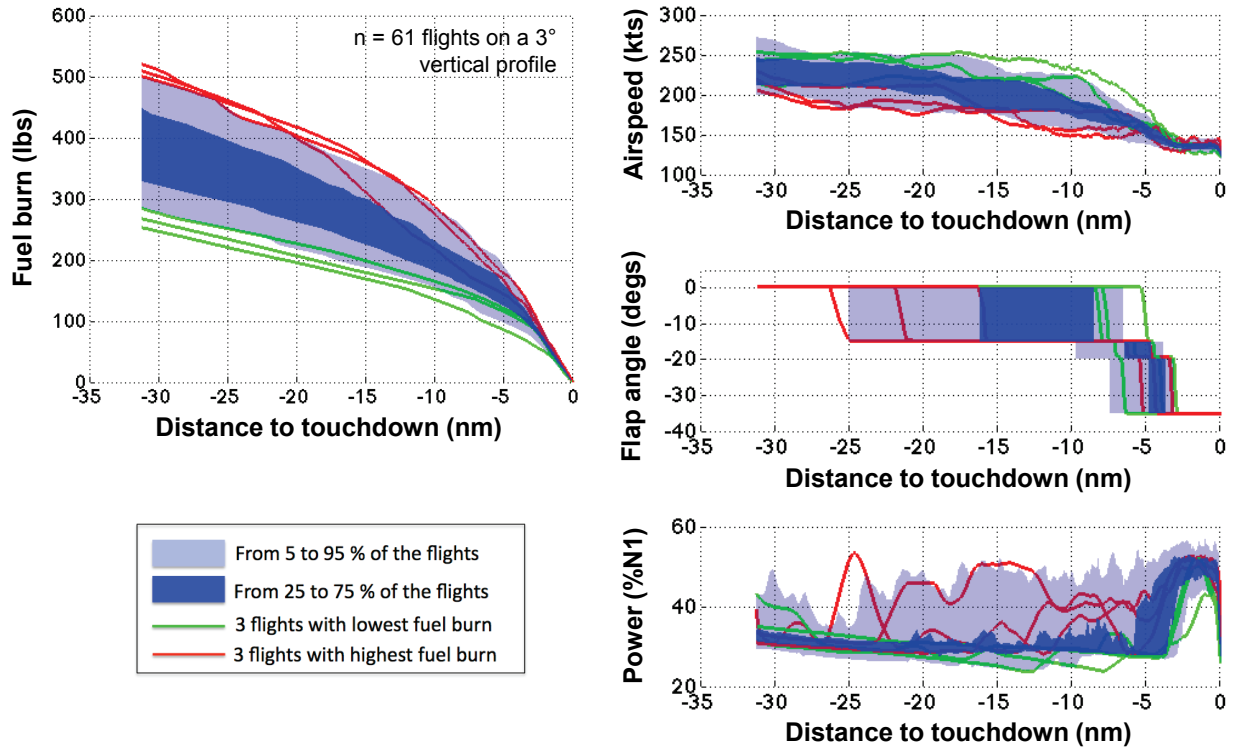 n = 61 flights on a 3°
vertical profile
Fuel burn (lbs)
600
500
400
300
200
100
0
-35 -30 -25 -20 -15 -10 -5 0
Distance to touchdown (nm)
Airspeed (kts)
300
250
200
150
100
-35 -30 -25 -20 -15 -10 -5 0
Distance to touchdown (nm)
Flap angle (degs)
0
-10
-20
-30
-40
-35 -30 -25 -20 -15 -10 -5 0
Distance to touchdown (nm)
From 5 to 95 % of the flights
From 25 to 75 % of the flights
3 flights with lowest fuel burn
3 flights with highest fuel burn
Power (%N1)
60
40
20
-35 -30 -25 -20 -15 -10 -5 0
Distance to touchdown (nm)